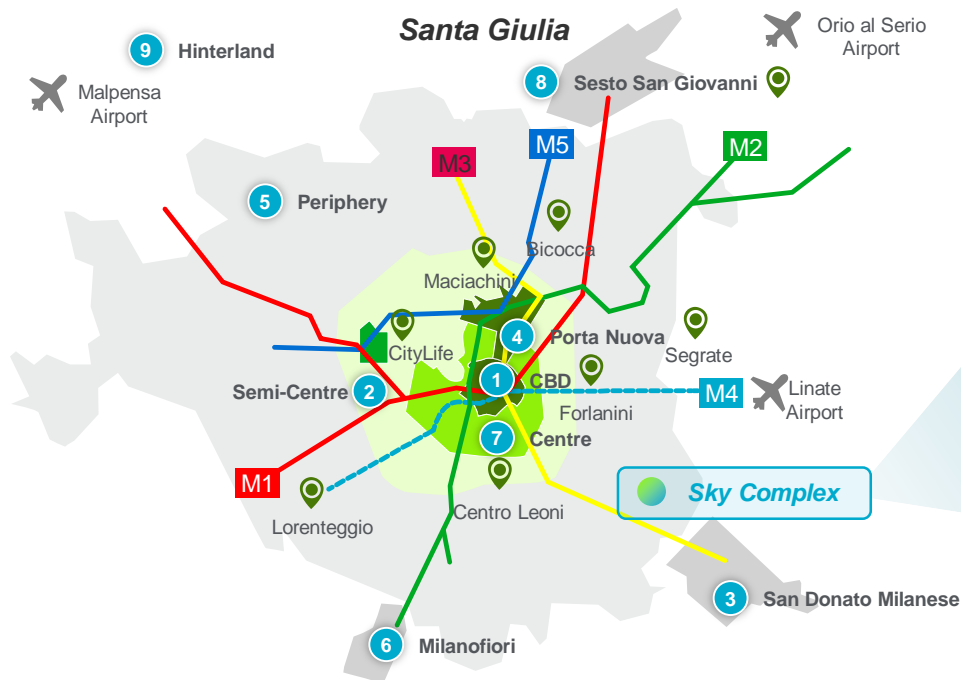 Santa Giulia
Orio al Serio
Airport
9 Hinterland
Malpensa
Airport
8 Sesto San Giovanni
M3
M5
M2
5 Periphery
Bicocca
Maciachini
4 Porta Nuova
CityLife
Segrate
Semi-Centre 2
1 CBD
Forlanini
M4
Linate
Airport
7 Centre
M1
Sky Complex
Lorenteggio
Centro Leoni
3 San Donato Milanese
6 Milanofiori